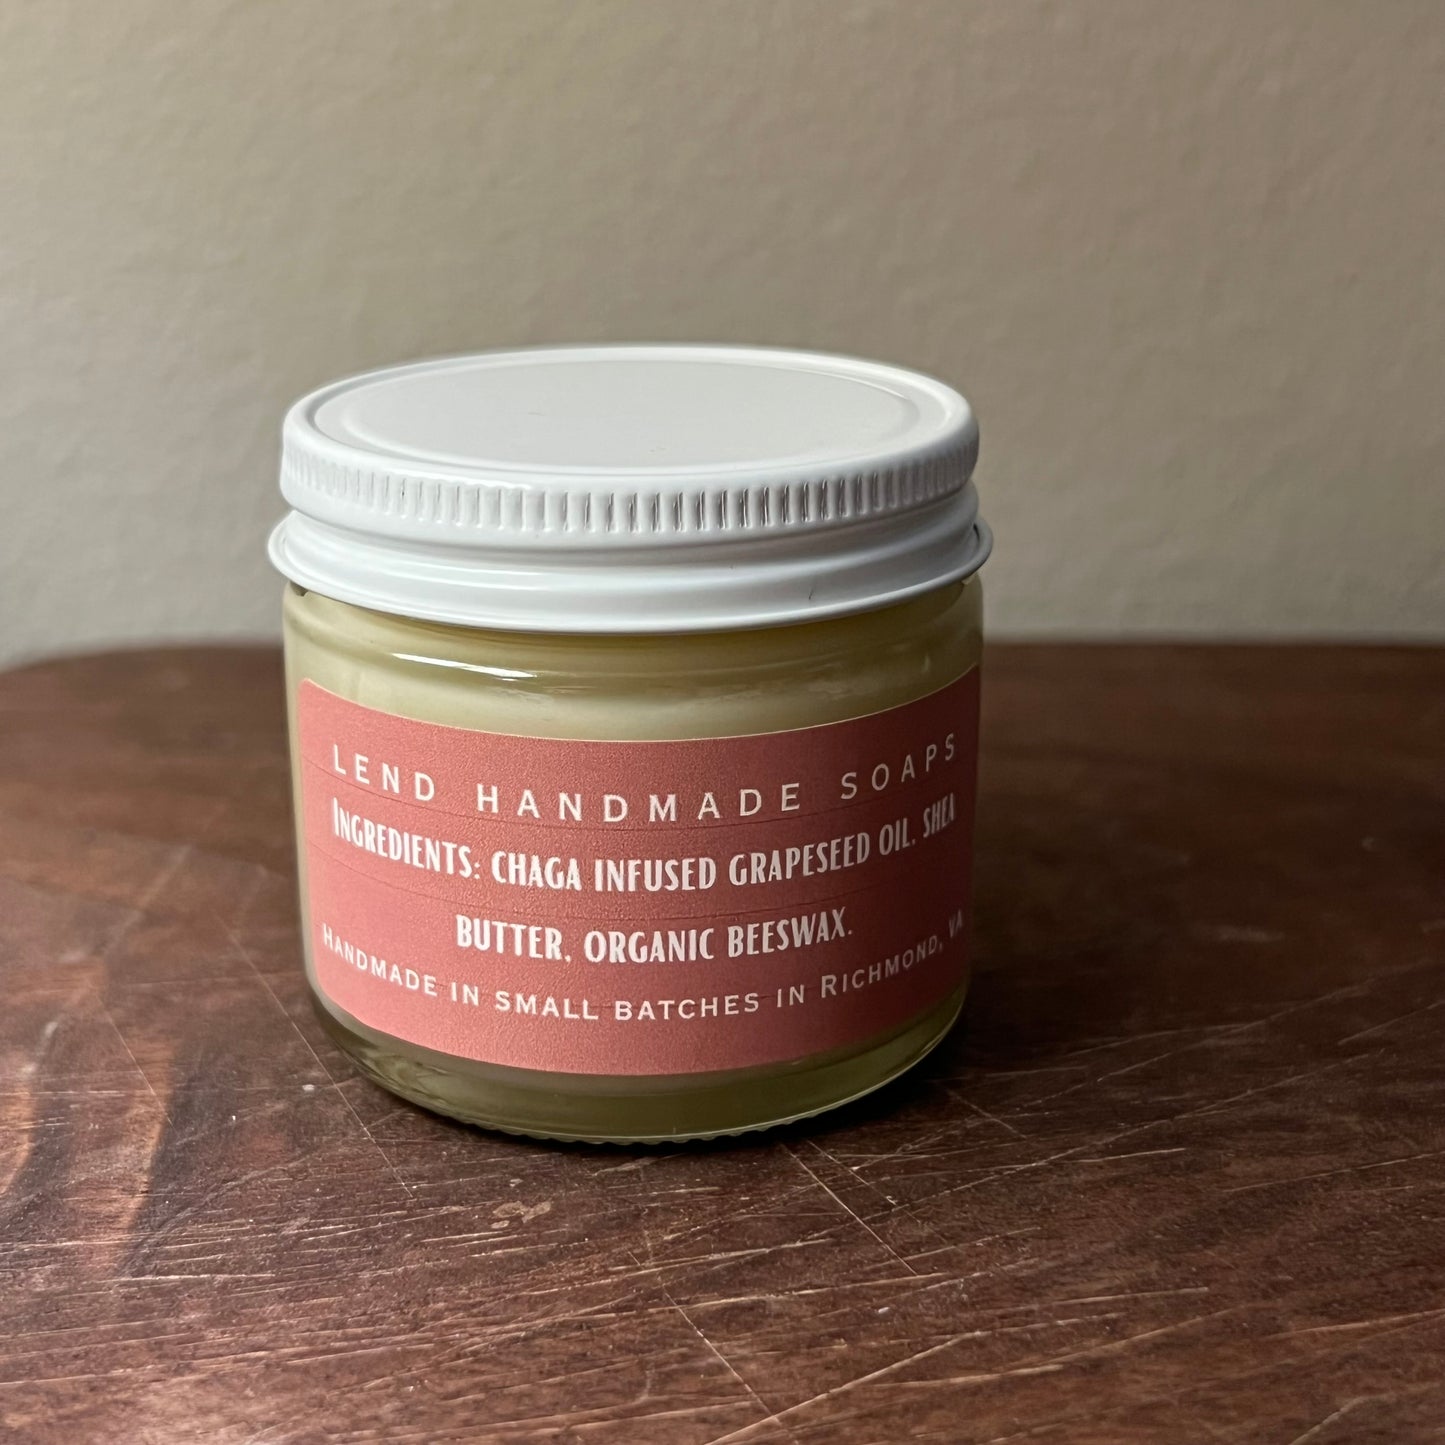 LEND HANDMADE SOAPS
INGREDIENTS: CHAGA INFUSED GRAPESEED OIL, SHEA
BUTTER, ORGANIC BEESWAX.
HANDMADE IN SMALL BATCHES IN RICHMOND, VA